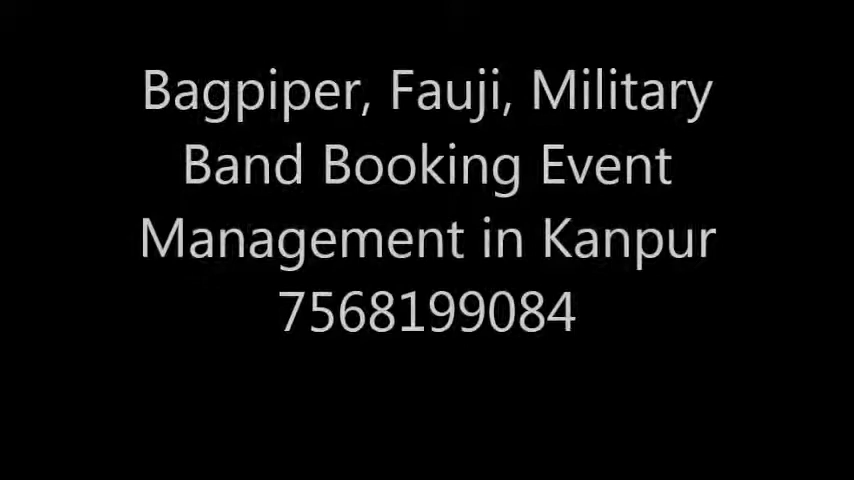 Bagpiper, Fauji, Military
Band Booking Event
Management in Kanpur
7568199084